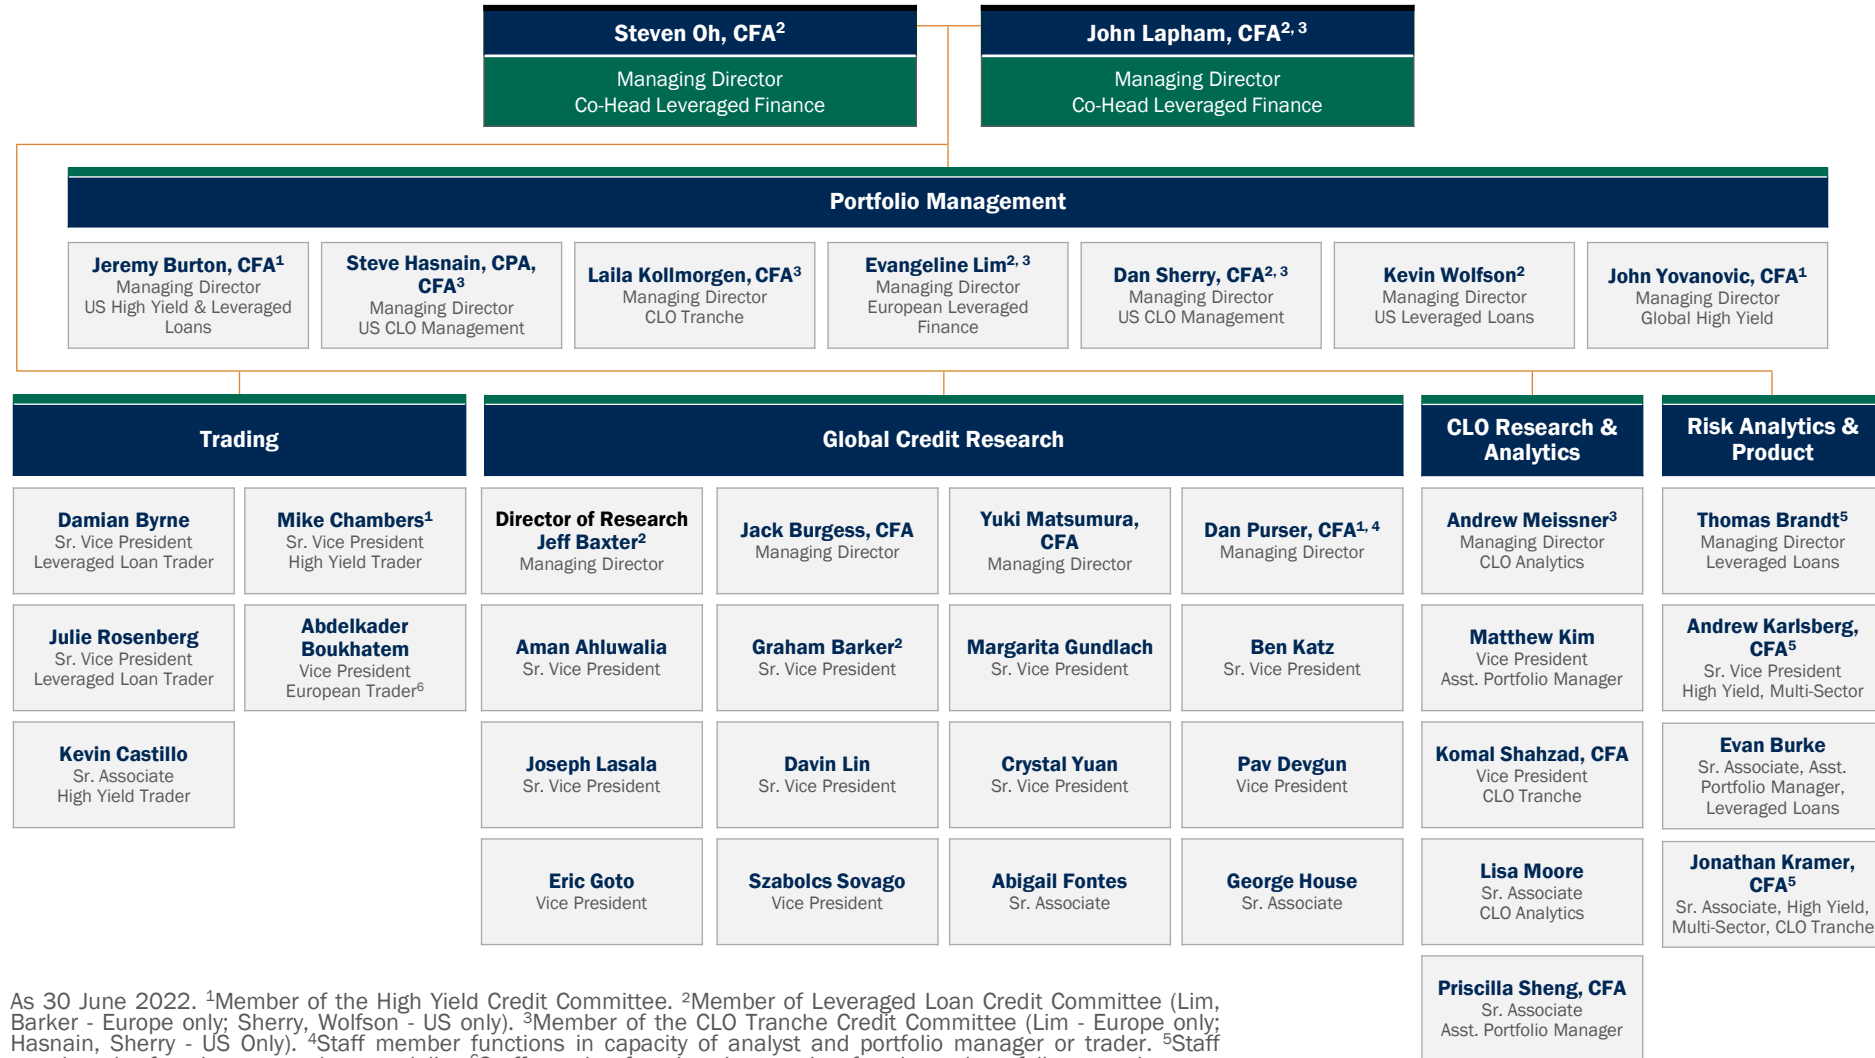 Steven Oh, CFA²
Managing Director
Co-Head Leveraged Finance
John Lapham, CFA²,³
Managing Director
Co-Head Leveraged Finance
Portfolio Management
Jeremy Burton, CFA¹
Managing Director
US High Yield & Leveraged
Loans
Steve Hasnain, CPA,
CFA³
Managing Director
US CLO Management
Laila Kollmorgen, CFA³
Managing Director
CLO Tranche
Evangeline Lim²,³
Managing Director
European Leveraged
Finance
Dan Sherry, CFA²,³
Managing Director
US CLO Management
Kevin Wolfson²
Managing Director
US Leveraged Loans
John Yovanovic, CFA¹
Managing Director
Global High Yield
Trading
Damian Byrne
Sr. Vice President
Leveraged Loan Trader
Mike Chambers¹
Sr. Vice President
High Yield Trader
Julie Rosenberg
Sr. Vice President
Leveraged Loan Trader
Abdelkader
Boukhatem
Vice President
European Trader⁶
Kevin Castillo
Sr. Associate
High Yield Trader
Global Credit Research
Director of Research
Jeff Baxter²
Managing Director
Jack Burgess, CFA
Managing Director
Yuki Matsumura,
CFA
Managing Director
Dan Purser, CFA¹,⁴
Managing Director
Aman Ahluwalia
Sr. Vice President
Graham Barker²
Sr. Vice President
Margarita Gundlach
Sr. Vice President
Ben Katz
Sr. Vice President
Joseph Lasala
Sr. Vice President
Davin Lin
Sr. Vice President
Crystal Yuan
Sr. Vice President
Pav Devgun
Vice President
Eric Goto
Vice President
Szabolcs Sovago
Vice President
Abigail Fontes
Sr. Associate
George House
Sr. Associate
CLO Research &
Analytics
Andrew Meissner³
Managing Director
CLO Analytics
Matthew Kim
Vice President
Asst. Portfolio Manager
Komal Shahzad, CFA
Vice President
CLO Tranche
Lisa Moore
Sr. Associate
CLO Analytics
Priscilla Sheng, CFA
Sr. Associate
Asst. Portfolio Manager
Risk Analytics &
Product
Thomas Brandt⁵
Managing Director
Leveraged Loans
Andrew Karlsberg,
CFA⁵
Sr. Vice President
High Yield, Multi-Sector
Evan Burke
Sr. Associate, Asst.
Portfolio Manager,
Leveraged Loans
Jonathan Kramer,
CFA⁵
Sr. Associate, High Yield,
Multi-Sector, CLO Tranche
As 30 June 2022. ¹Member of the High Yield Credit Committee. ²Member of Leveraged Loan Credit Committee (Lim,
Barker - Europe only; Sherry, Wolfson - US only). ³Member of the CLO Tranche Credit Committee (Lim - Europe only;
Hasnain, Sherry - US Only). ⁴Staff member functions in capacity of analyst and portfolio manager or trader. ⁵Staff